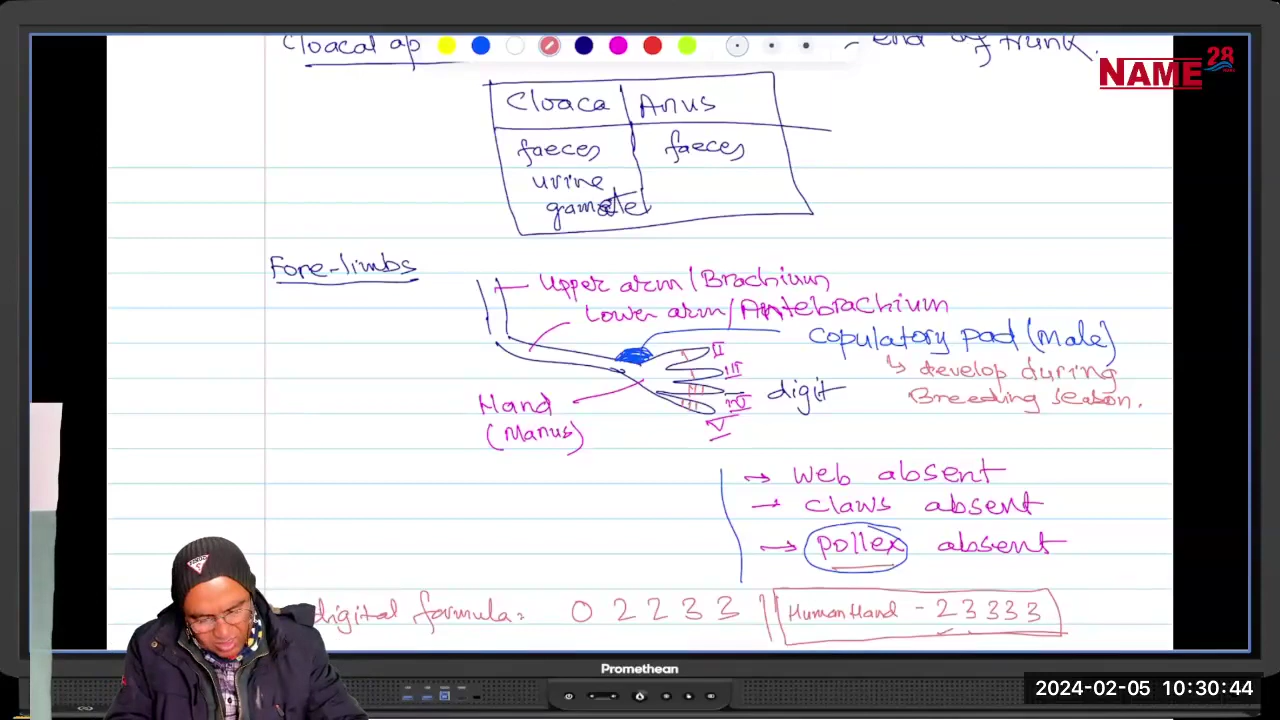 Cloacal ap
end of trunk.
NAME 28
Cloaca | Anus
faeces faeces
urine
gametes
Fore-limbs
Upper arm/Brachium
Lower arm/Antebrachium
Copulatory pad (Male)
↳ develop during
Breeding season.
II
III
IV
V
digit
Hand
(Manus)
→ web absent
→ claws absent
→ pollex absent
digital formula: 0 2 2 3 3 || Human Hand - 2 3 3 3 3
Promethean
2024-02-05 10:30:44